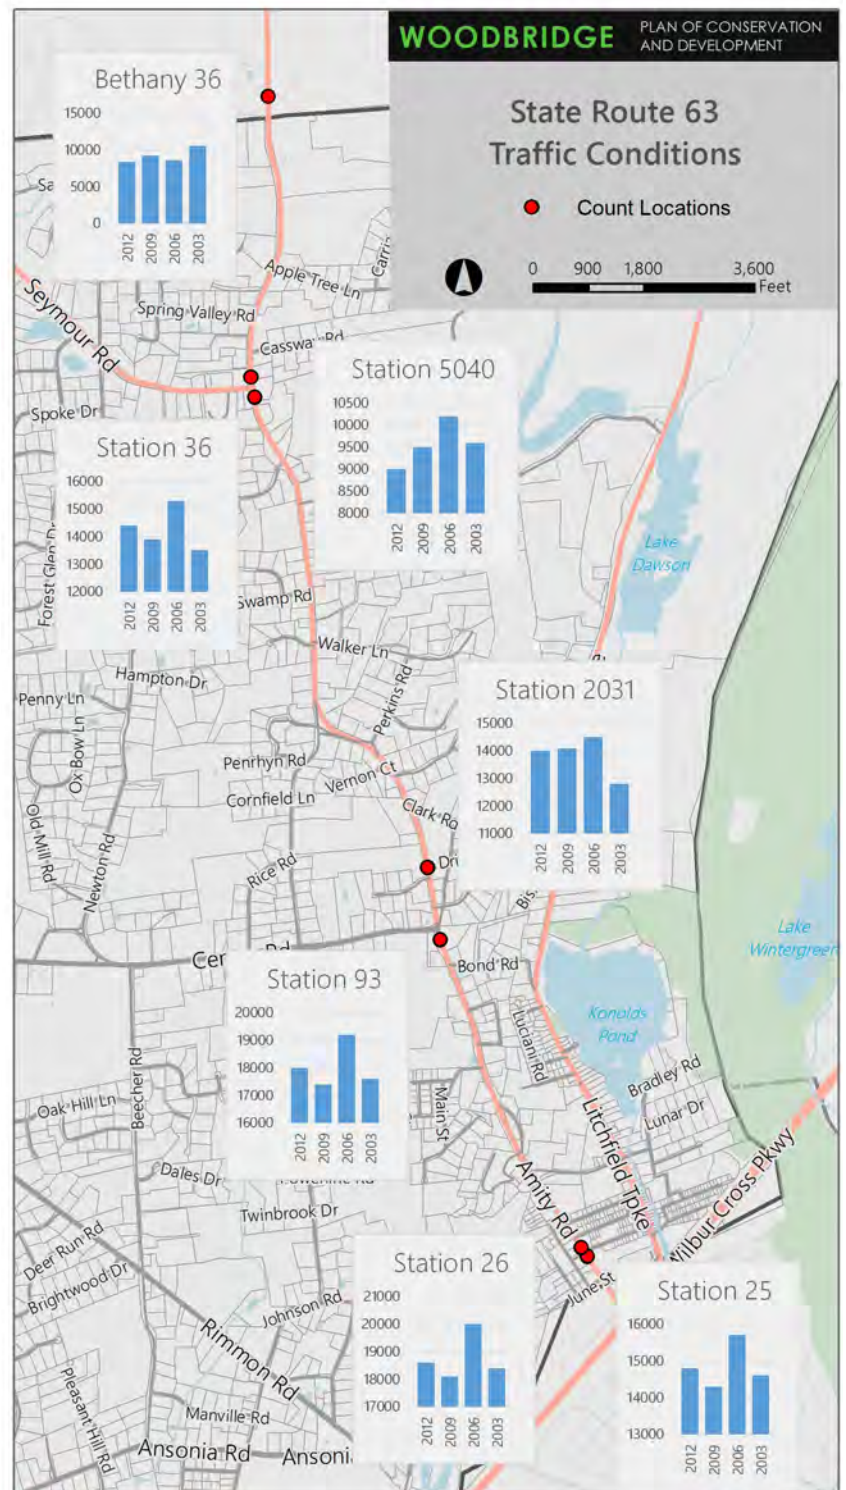 WOODBRIDGE
PLAN OF CONSERVATION
AND DEVELOPMENT
State Route 63
Traffic Conditions
Count Locations
0 900 1,800 3,600
Feet
Bethany 36
15000
10000
5000
0
2012 2009 2006 2003
Apple Tree Ln
Seymour Rd
Spring Valley Rd
Spoke Dr
Station 5040
10500
10000
9500
9000
8500
8000
2012 2009 2006 2003
Station 36
16000
15000
14000
13000
12000
2012 2009 2006 2003
Forest Glen Dr
Lake
Dawson
Swamp Rd
Walker Ln
Hampton Dr
Penny Ln
Ox Bow Ln
Perkins Rd
Penrhyn Rd
Vernon Ct
Cornfield Ln
Clark Rd
Old Mill Rd
Newton Rd
Rice Rd
Station 2031
15000
14000
13000
12000
11000
2012 2009 2006 2003
Lake
Wintergreen
Bond Rd
Station 93
20000
19000
18000
17000
16000
2012 2009 2006 2003
Konolds
Pond
Luciani Rd
Bradley Rd
Lunar Dr
Oak Hill Ln
Beecher Rd
Main St
Litchfield Tpke
Wilbur Cross Pkwy
Dales Dr
Amity Rd
Twinbrook Dr
Deer Run Rd
Brightwood Dr
June St
Johnson Rd
Rimmon Rd
Station 26
21000
20000
19000
18000
17000
2012 2009 2006 2003
Station 25
16000
15000
14000
13000
2012 2009 2006 2003
Pleasant Hill Rd
Manville Rd
Ansonia Rd